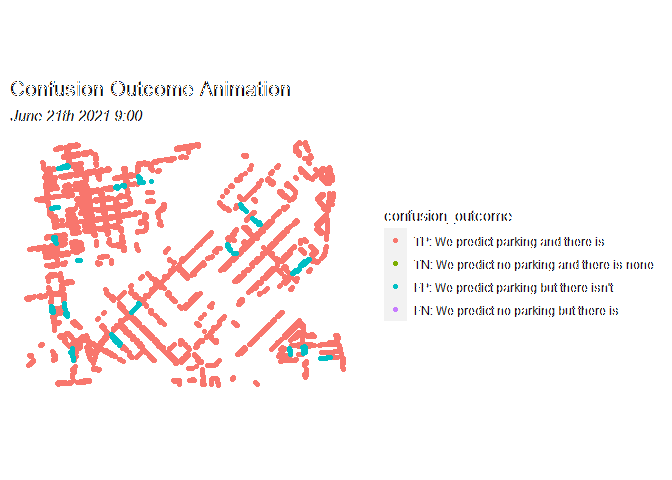 Confusion Outcome Animation
June 21th 2021 9:00
confusion_outcome
TP: We predict parking and there is
TN: We predict no parking and there is none
FP: We predict parking but there isn't
FN: We predict no parking but there is